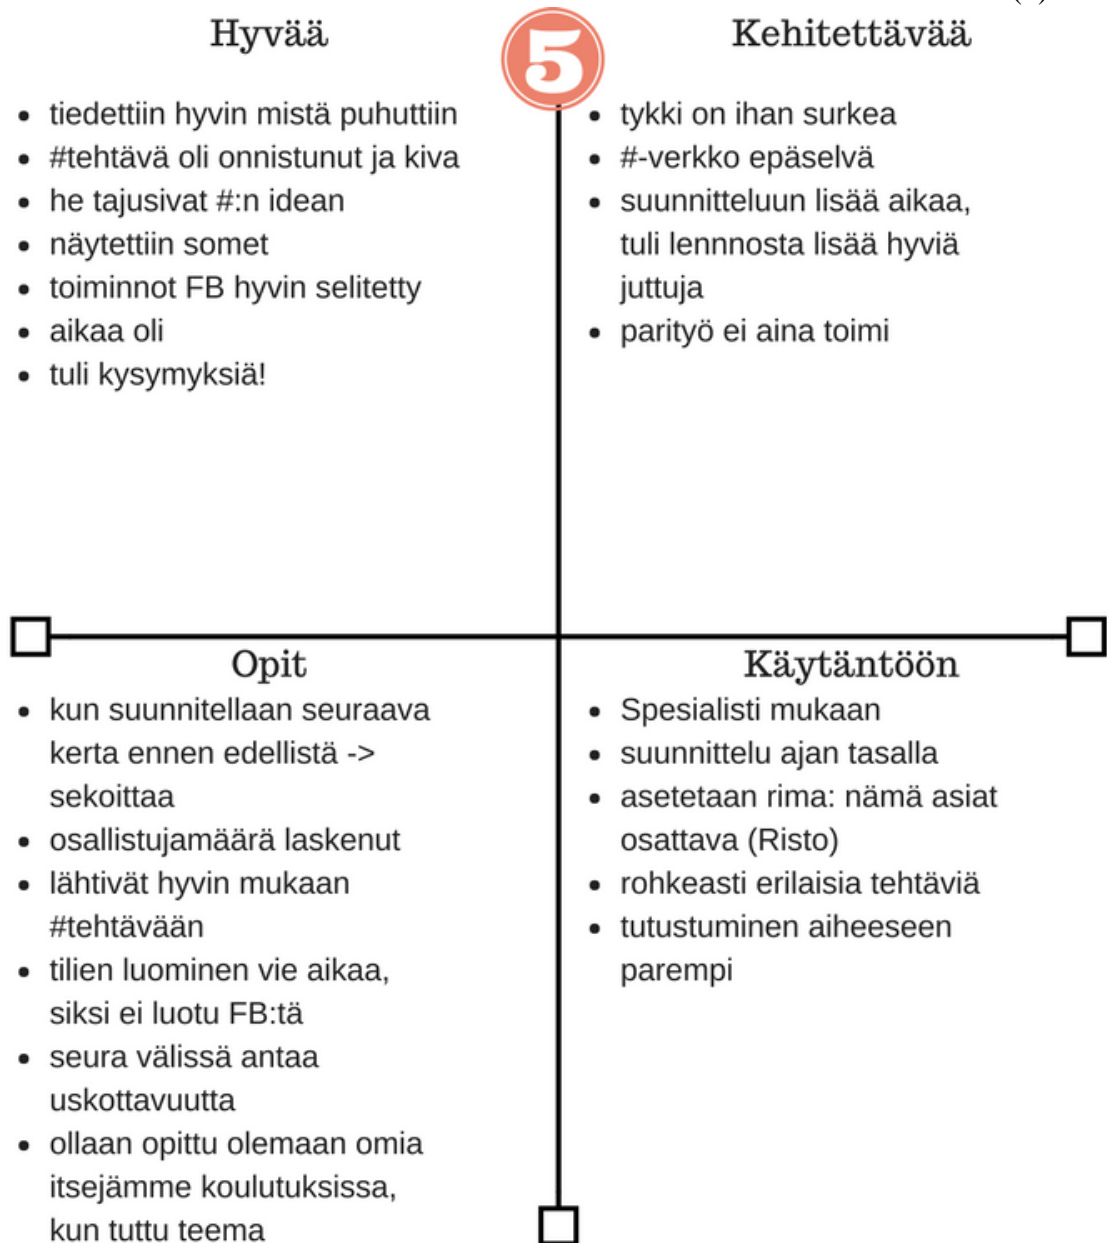 Hyvää
• tiedettiin hyvin mistä puhuttiin
• #tehtävä oli onnistunut ja kiva
• he tajusivat #:n idean
• näytettiin somet
• toiminnot FB hyvin selitetty
• aikaa oli
• tuli kysymyksiä!
5
Kehitettävää
• tykki on ihan surkea
• #-verkko epäselvä
• suunnitteluun lisää aikaa,
tuli lennnosta lisää hyviä
juttuja
• parityö ei aina toimi
Opit
• kun suunnitellaan seuraava
kerta ennen edellistä ->
sekoittaa
• osallistujamäärä laskenut
• lähtivät hyvin mukaan
#tehtävään
• tilien luominen vie aikaa,
siksi ei luotu FB:tä
• seura välissä antaa
uskottavuutta
• ollaan opittu olemaan omia
itsejämme koulutuksissa,
kun tuttu teema
Käytäntöön
• Spesialisti mukaan
• suunnittelu ajan tasalla
• asetetaan rima: nämä asiat
osattava (Risto)
• rohkeasti erilaisia tehtäviä
• tutustuminen aiheeseen
parempi